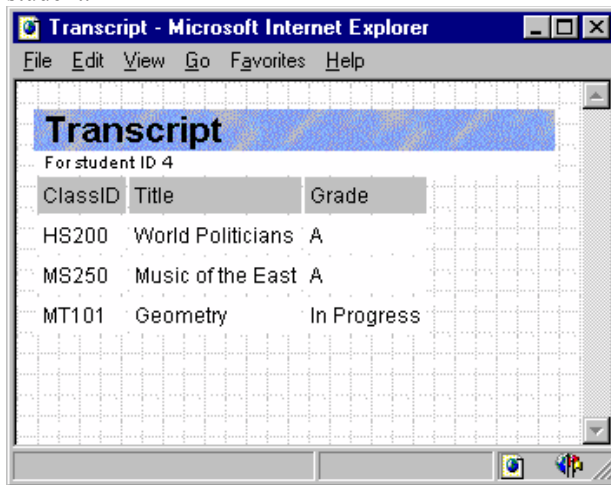 Transcript - Microsoft Internet Explorer
File Edit View Go Favorites Help
Transcript
For student ID 4
ClassID Title Grade
HS200 World Politicians A
MS250 Music of the East A
MT101 Geometry In Progress